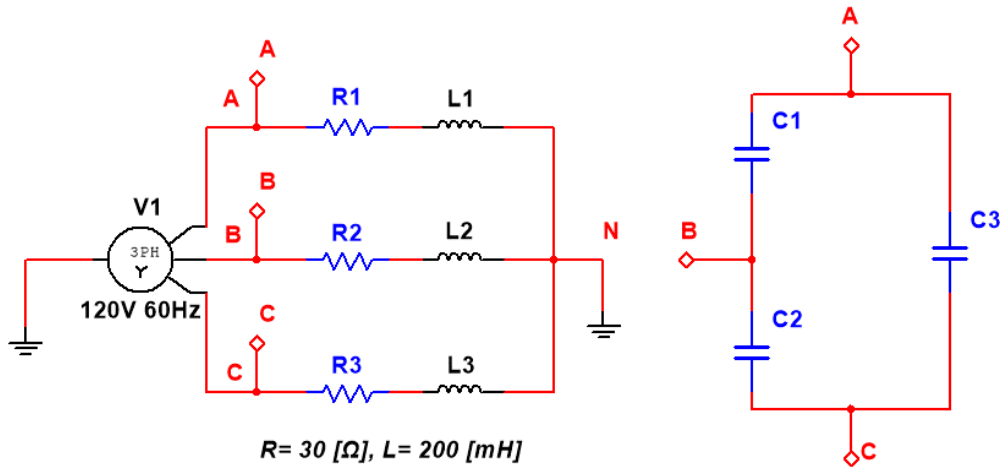 A
A
R1
L1
C1
V1
3PH
Y
120V 60Hz
B
B
R2
L2
N
C
C
R3
L3
R= 30 [Ω], L= 200 [mH]
A
B
C3
C2
C